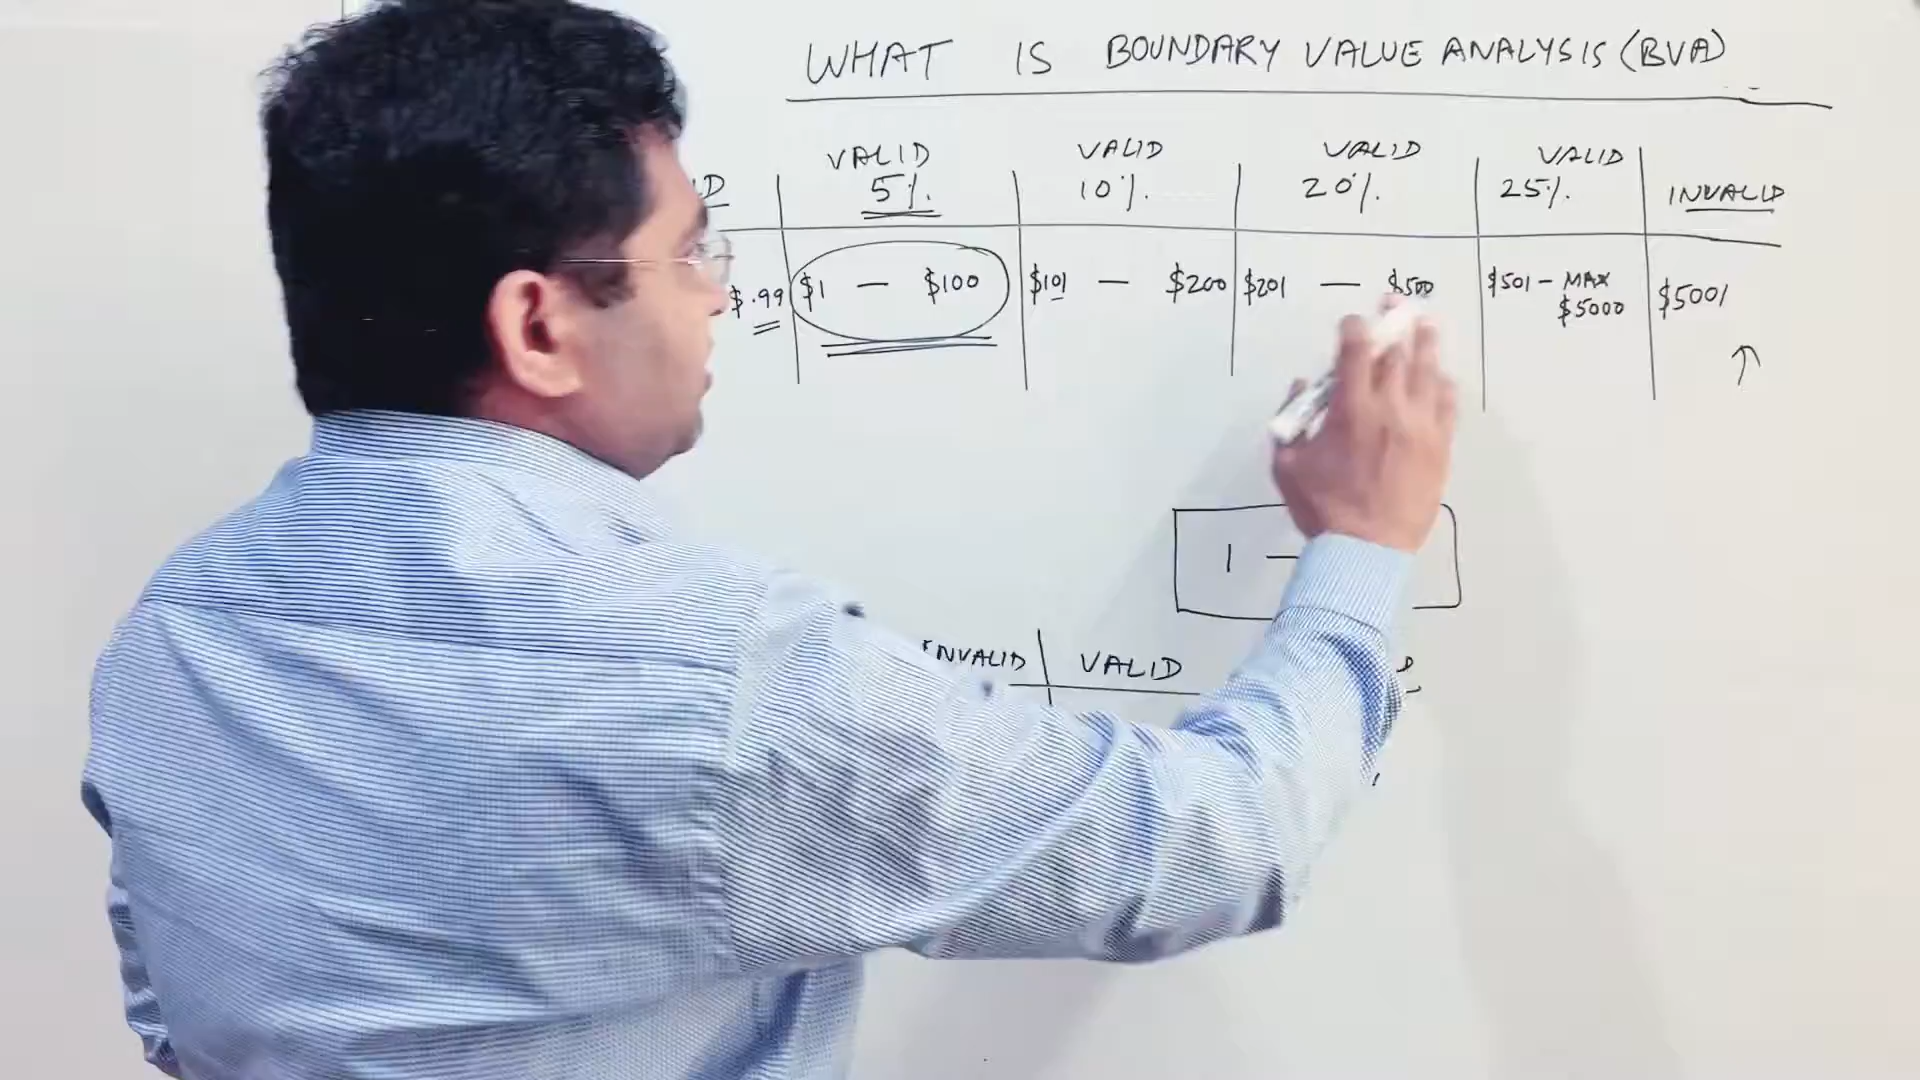 WHAT IS BOUNDARY VALUE ANALYSIS (BVA)
VALID VALID VALID VALID
5% 10% 20% 25% INVALID
$.99 $1 — $100 $101 — $200 $201 — $500 $501 – MAX $5001
$5000
1 —
INVALID VALID